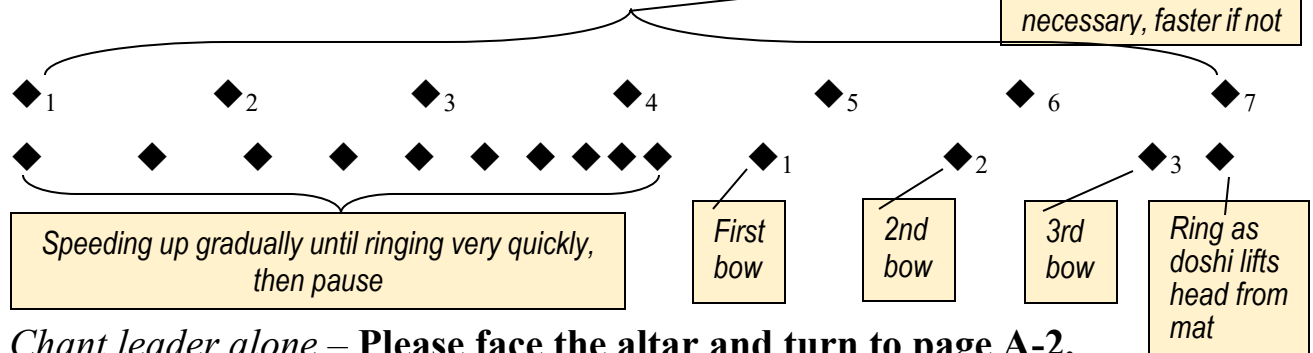 necessary, faster if not
1 2 3 4 5 6 7
1 2 3
Speeding up gradually until ringing very quickly,
then pause
First
bow
2nd
bow
3rd
bow
Ring as
doshi lifts
head from
mat
Chant leader alone – Please face the altar and turn to page A-2.